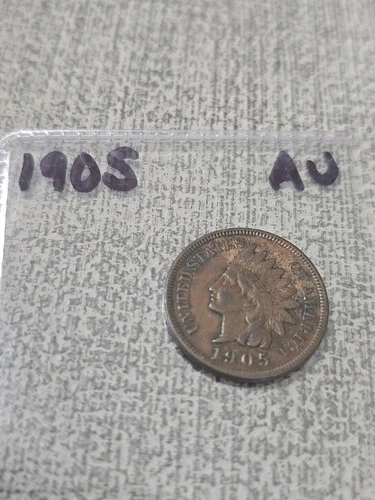 1905 AU
UNITED STATES OF AMERICA
1905